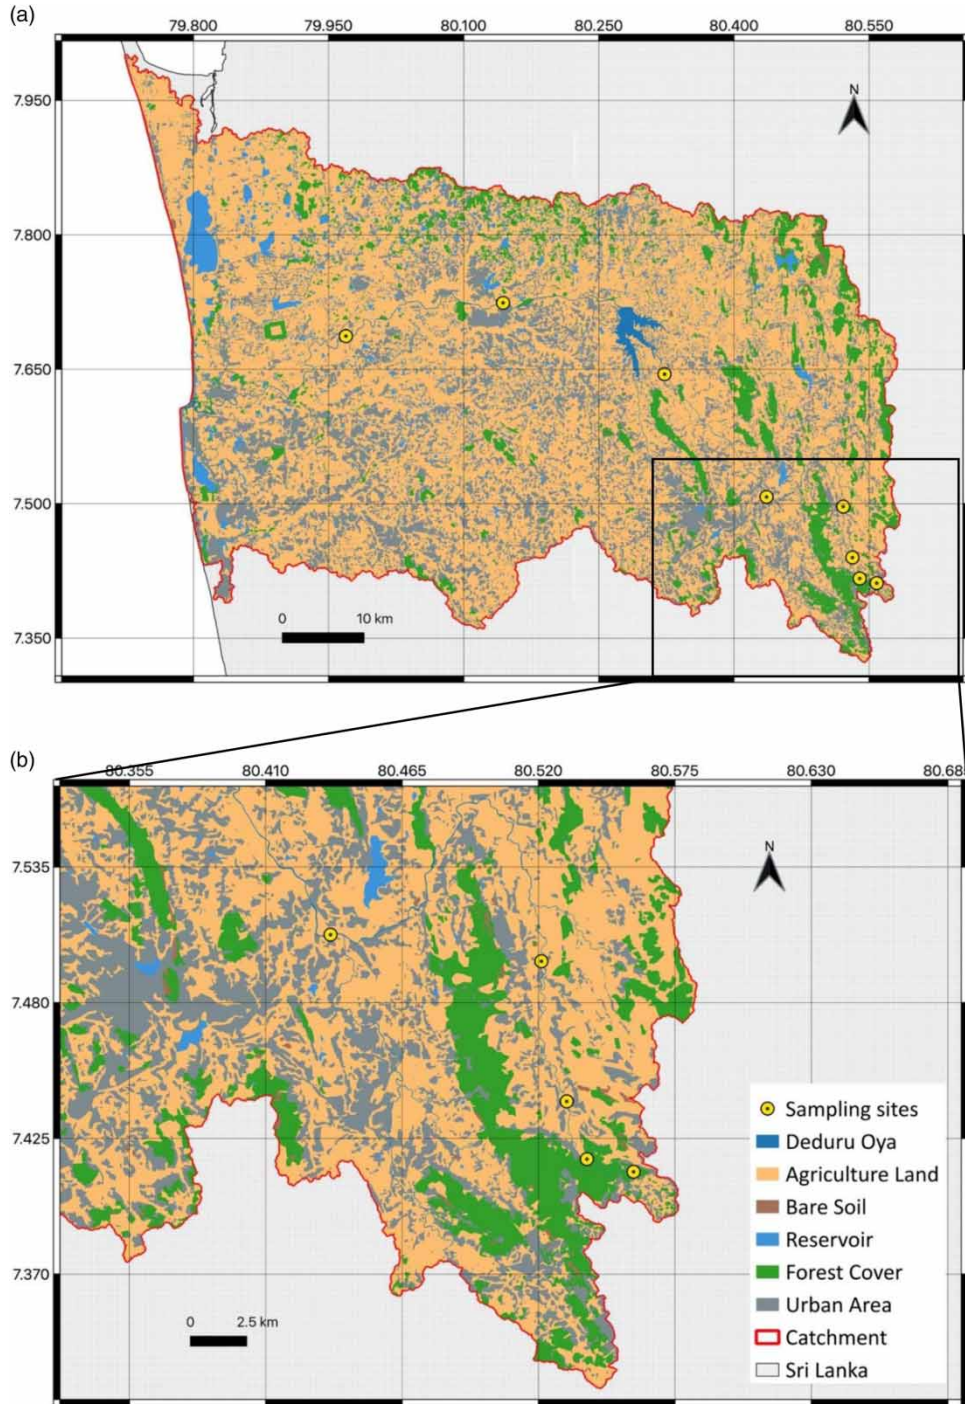 (a)
79.800 79.950 80.100 80.250 80.400 80.550
N
7.950
7.800
7.650
7.500
7.350
0 10 km
(b)
80.355 80.410 80.465 80.520 80.575 80.630 80.685
N
7.535
7.480
7.425
7.370
0 2.5 km
Sampling sites
Deduru Oya
Agriculture Land
Bare Soil
Reservoir
Forest Cover
Urban Area
Catchment
Sri Lanka